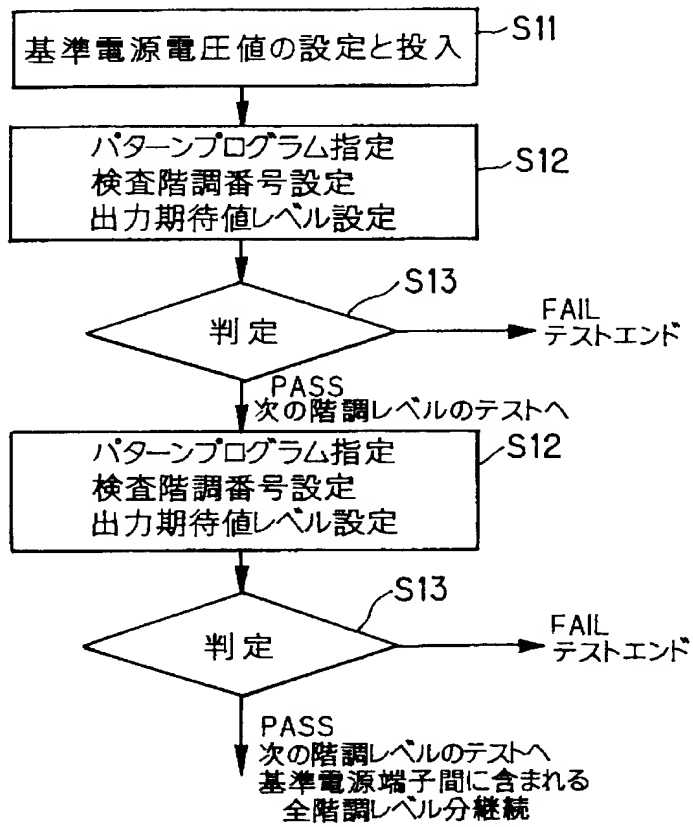 基準電源電圧値の設定と投入
S11
パターンプログラム指定
検査階調番号設定
出力期待値レベル設定
S12
S13
判定
FAIL
テストエンド
PASS
次の階調レベルのテストへ
パターンプログラム指定
検査階調番号設定
出力期待値レベル設定
S12
S13
判定
FAIL
テストエンド
PASS
次の階調レベルのテストへ
基準電源端子間に含まれる
全階調レベル分継続